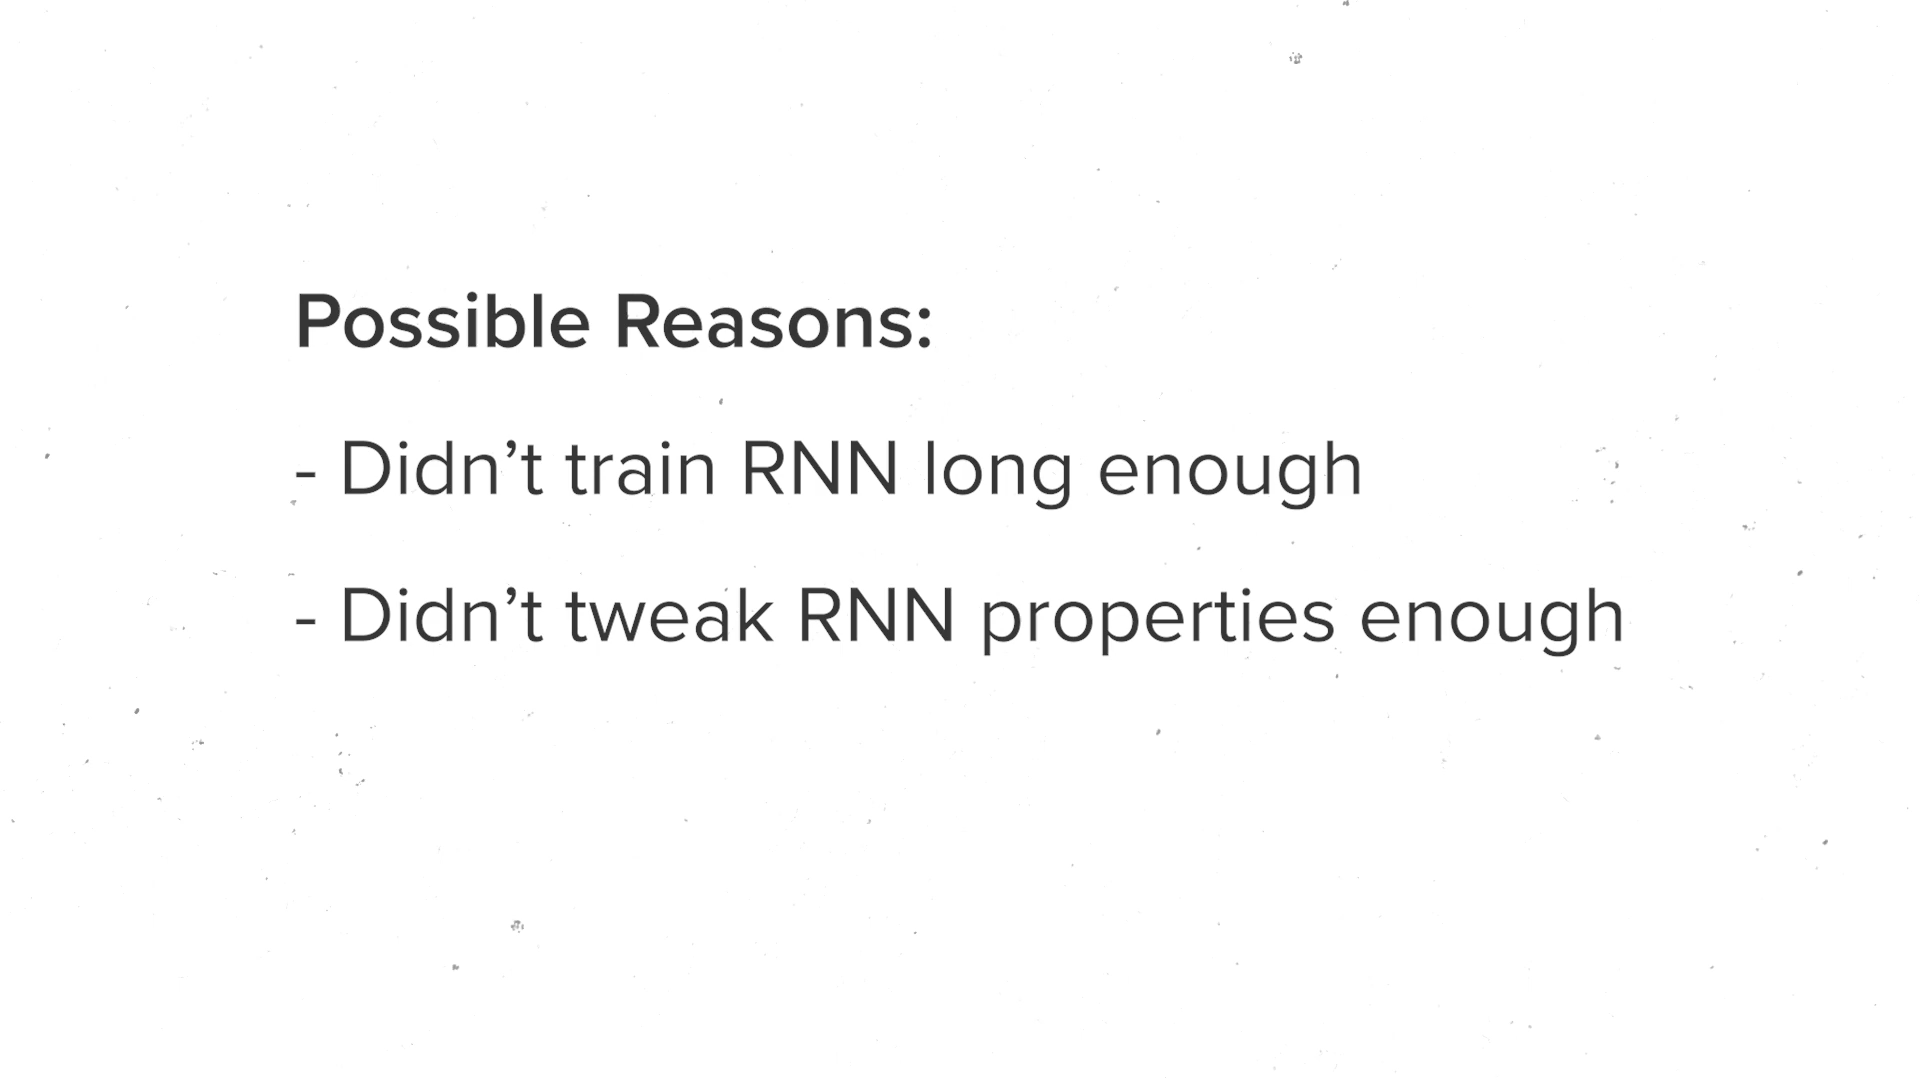 Possible Reasons:
- Didn’t train RNN long enough
- Didn’t tweak RNN properties enough